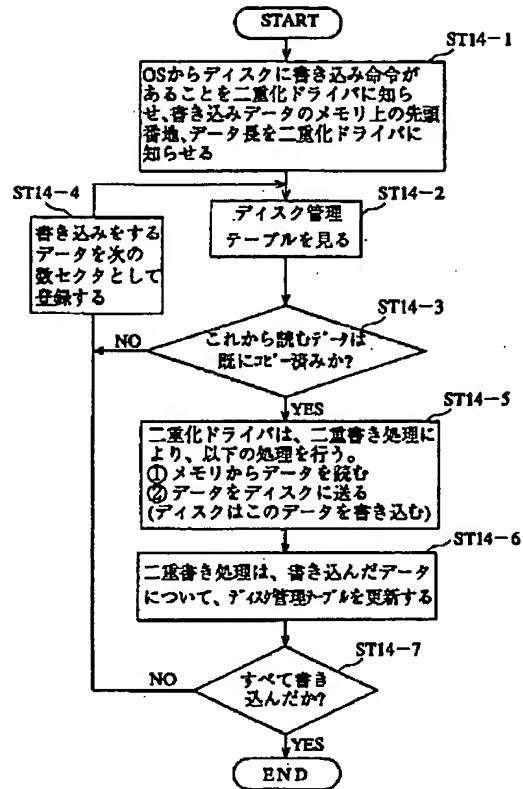 START
ST14-1
OSからディスクに書き込み命令が
あることを二重化ドライバに知ら
せ、書き込みデータのメモリ上の先頭
番地、データ長を二重化ドライバに
知らせる
ST14-4
書き込みをする
データを次の
数セクタとして
登録する
ST14-2
ディスク管理
テーブルを見る
ST14-3
NO
これから読むデータは
既にコピー済みか?
YES
ST14-5
二重化ドライバは、二重書き処理に
より、以下の処理を行う。
①メモリからデータを読む
②データをディスクに送る
(ディスクはこのデータを書き込む)
ST14-6
二重書き処理は、書き込んだデータ
について、ディスク管理テーブルを更新する
ST14-7
NO
すべて書き
込んだか?
YES
END